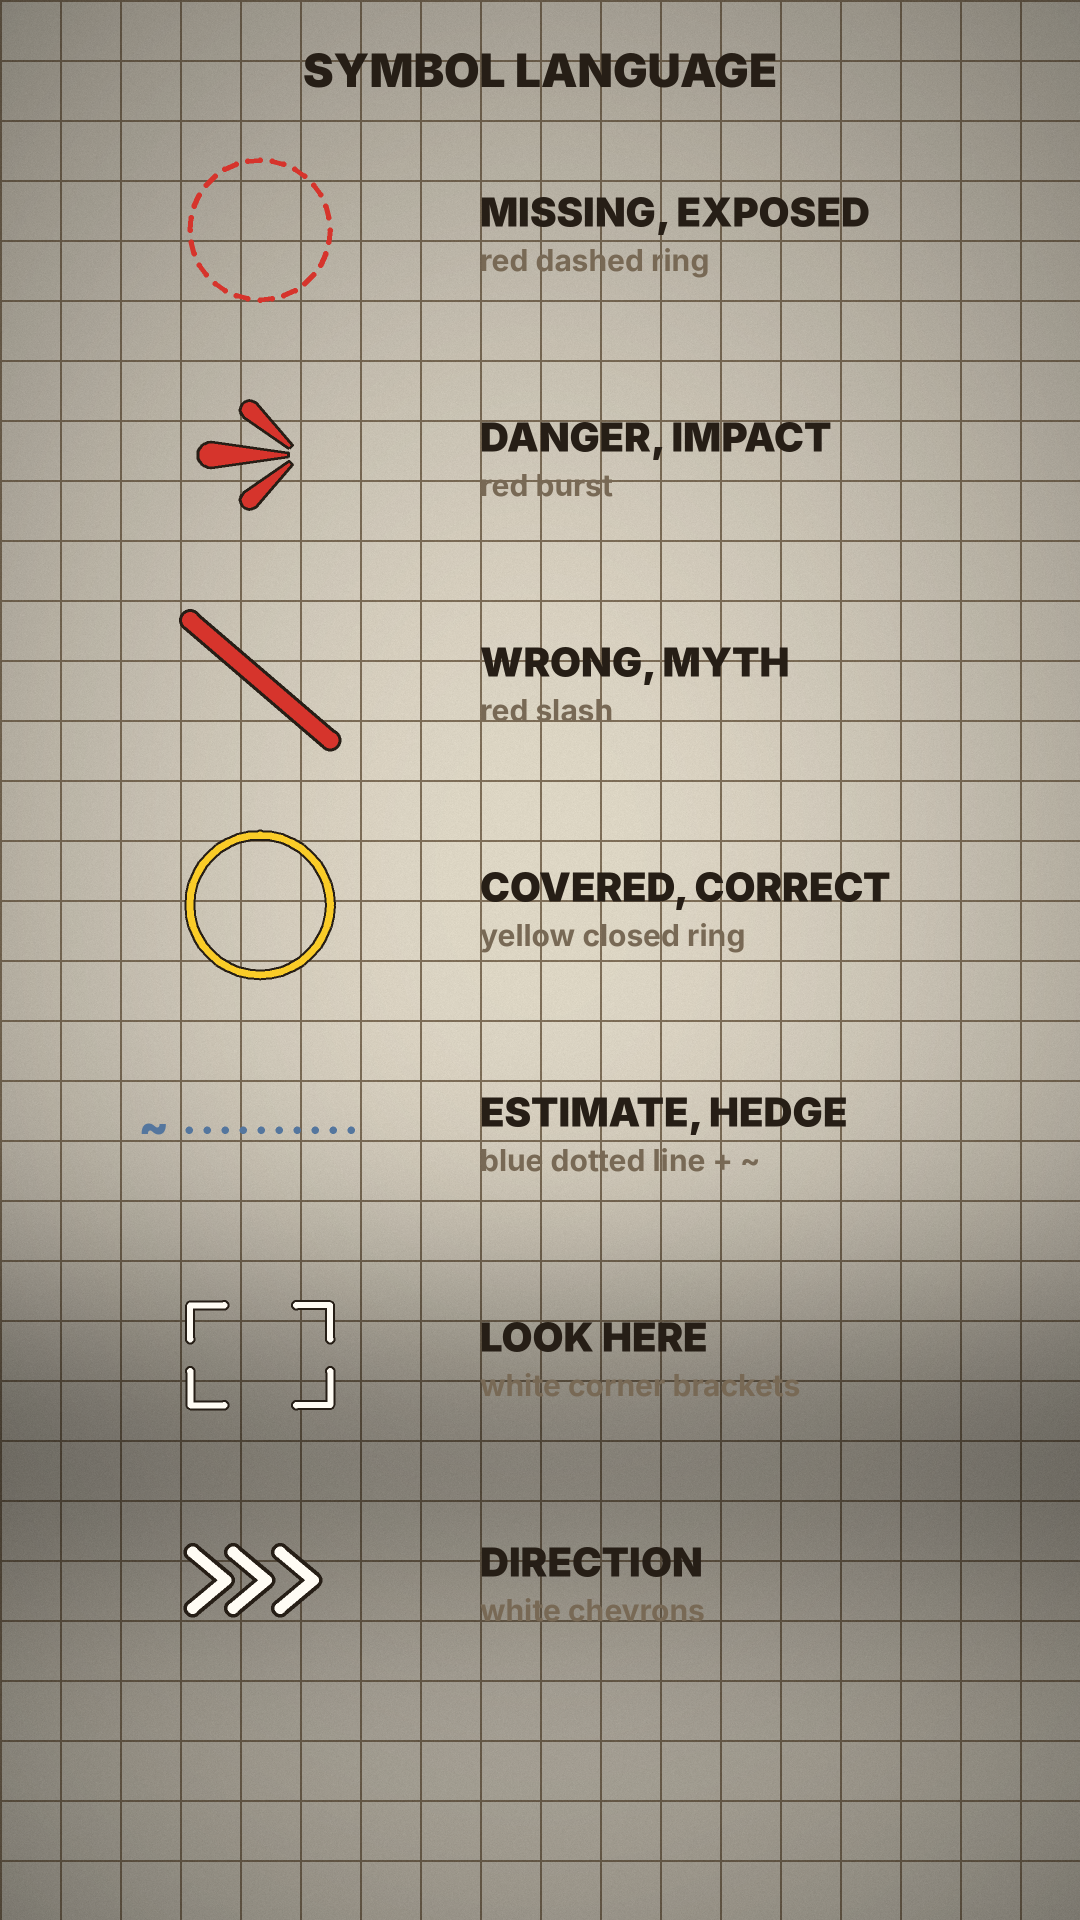 SYMBOL LANGUAGE
MISSING, EXPOSED
red dashed ring
DANGER, IMPACT
red burst
WRONG, MYTH
red slash
COVERED, CORRECT
yellow closed ring
~
ESTIMATE, HEDGE
blue dotted line + ~
LOOK HERE
white corner brackets
DIRECTION
white chevrons